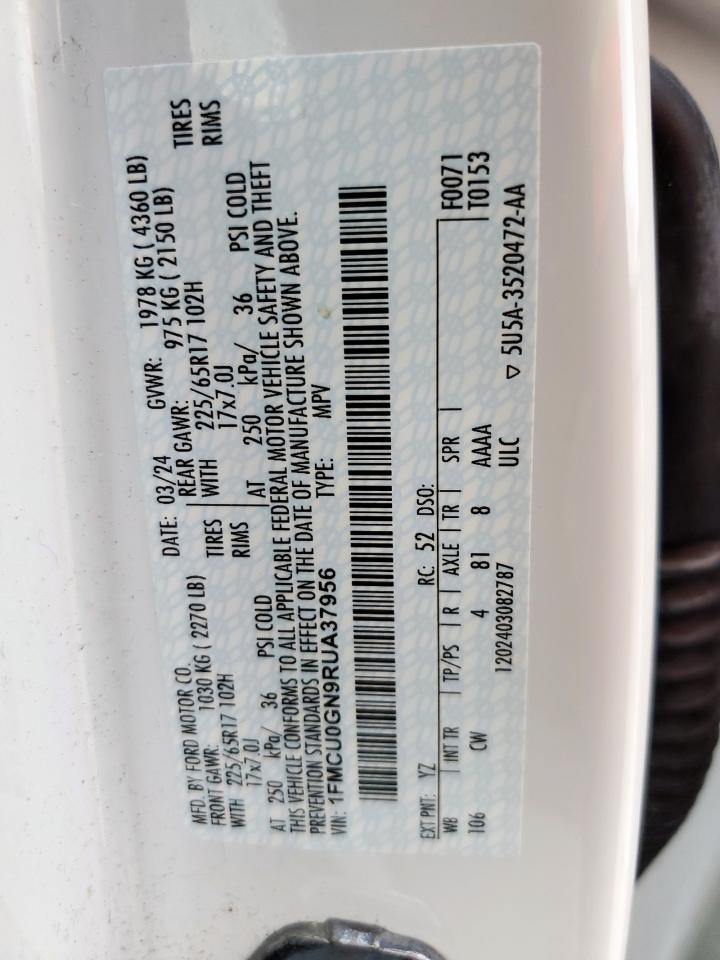 MFD. BY FORD MOTOR CO. DATE: 03/24 GVWR: 1978 KG ( 4360 LB)
FRONT GAWR: 1030 KG ( 2270 LB) REAR GAWR: 975 KG ( 2150 LB)
WITH 225/65R17 102H TIRES WITH 225/65R17 102H TIRES
17x7.0J RIMS 17x7.0J RIMS
AT 250 kPa/ 36 PSI COLD AT 250 kPa/ 36 PSI COLD
THIS VEHICLE CONFORMS TO ALL APPLICABLE FEDERAL MOTOR VEHICLE SAFETY AND THEFT
PREVENTION STANDARDS IN EFFECT ON THE DATE OF MANUFACTURE SHOWN ABOVE.
VIN: 1FMCU0GN9RUA37956 TYPE: MPV
EXT PNT: YZ RC: 52 DSO: F0071
WB INT TR TP/PS R AXLE TR SPR T0153
106 CW 4 81 8 AAAA
1202403082787 ULC ▽ 5U5A-3520472-AA